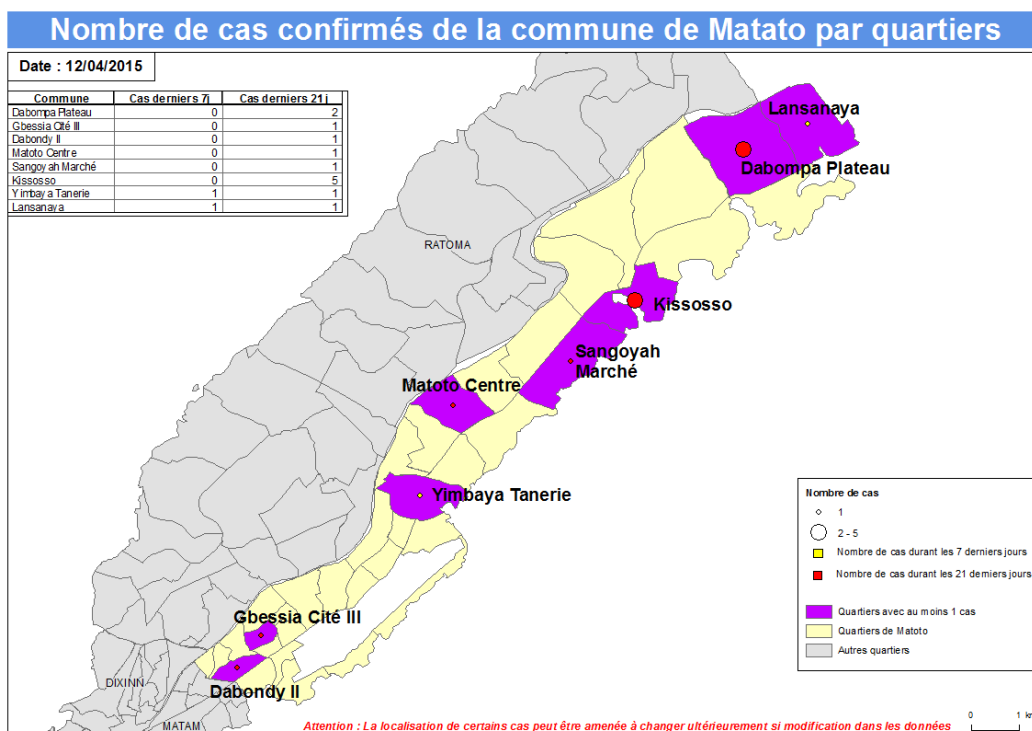 Nombre de cas confirmés de la commune de Matato par quartiers
Date : 12/04/2015
Commune Cas derniers 7j Cas derniers 21 j
Dabompa Plateau 0 2
Gbessia Cité III 0 1
Dabondy II 0 1
Matoto Centre 0 1
Sangoyah Marché 0 1
Kissosso 0 5
Yimbaya Tanerie 1 1
Lansanaya 1 1
Lansanaya
Dabompa Plateau
RATOMA
Kissosso
Sangoyah
Marché
Matoto Centre
Yimbaya Tanerie
Gbessia Cité III
Dabondy II
DIXINN
MATAM
Nombre de cas
1
2 - 5
Nombre de cas durant les 7 derniers jours
Nombre de cas durant les 21 derniers jours
Quartiers avec au moins 1 cas
Quartiers de Matoto
Autres quartiers
Attention : La localisation de certains cas peut être amenée à changer ultérieurement si modification dans les données
0 1